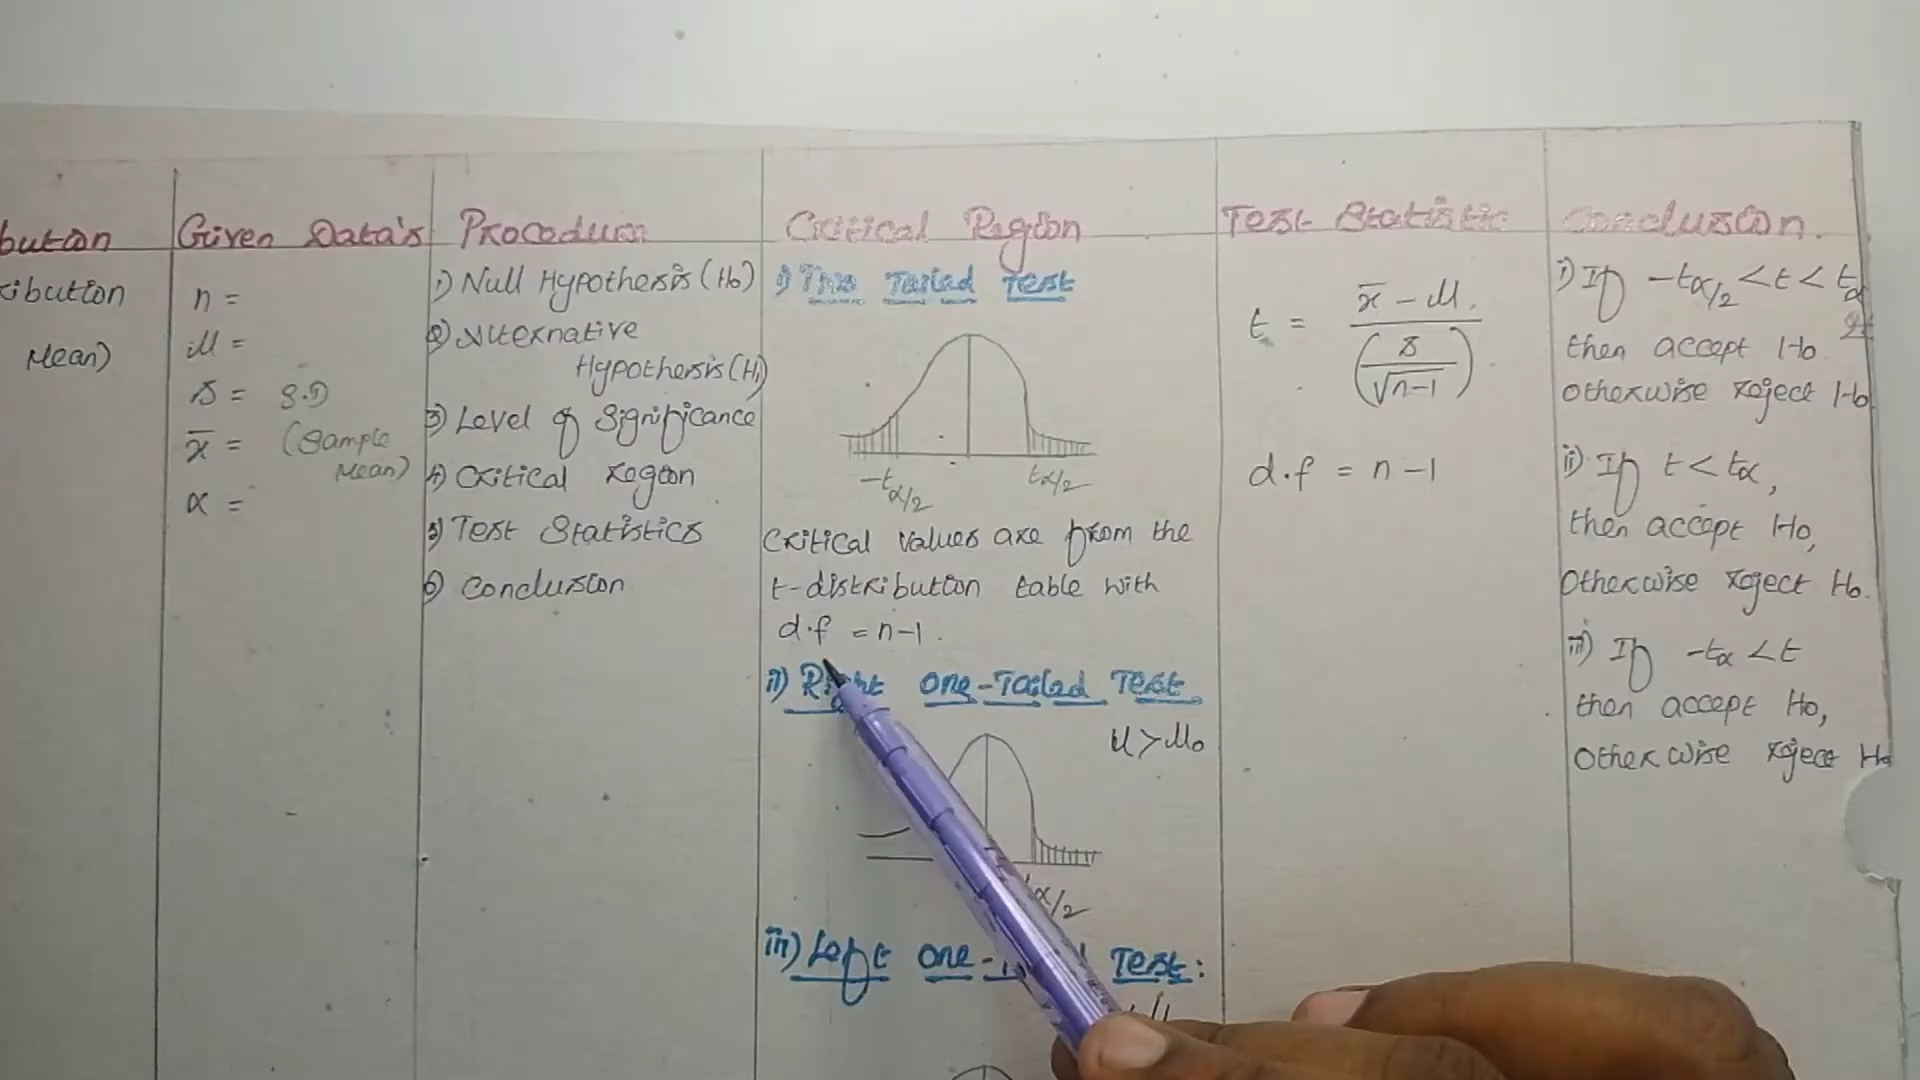 bution
Given Data's
Procedure
Critical Region
Test Statistic
Conclusion.
ribution
Mean)
n =
μ =
s = S.D
x̄ = (Sample
Mean)
α =
1) Null Hypothesis (H₀)
2) Alternative
Hypothesis (H₁)
3) Level of significance
4) Critical region
5) Test Statistics
6) Conclusion
i) Two Tailed Test
-tα/2
tα/2
Critical values are from the
t-distribution table with
d.f = n-1.
ii) Right one-Tailed Test
μ > μ₀
α/2
iii) Left one- Test:
t = x̄ - μ / (s / √n-1)
d.f = n-1
i) If -tα/2 < t < tα/2
then accept H₀
otherwise reject H₀
ii) If t < tα,
then accept H₀,
otherwise reject H₀.
iii) If -tα < t
then accept H₀,
otherwise reject H₀